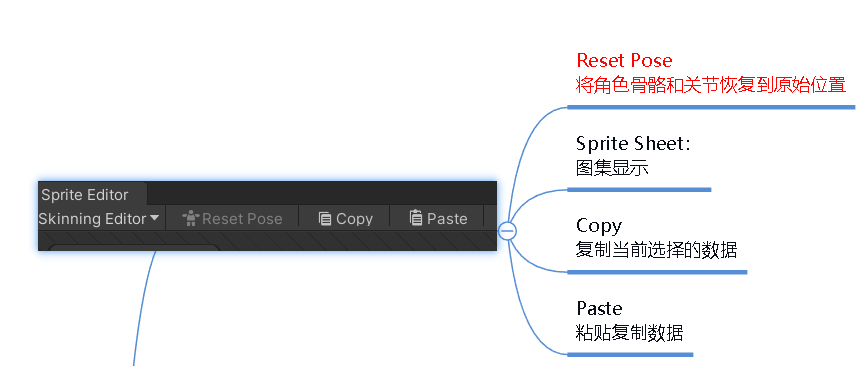 Sprite Editor
Skinning Editor
Reset Pose
Copy
Paste
Reset Pose
将角色骨骼和关节恢复到原始位置
Sprite Sheet:
图集显示
Copy
复制当前选择的数据
Paste
粘贴复制数据